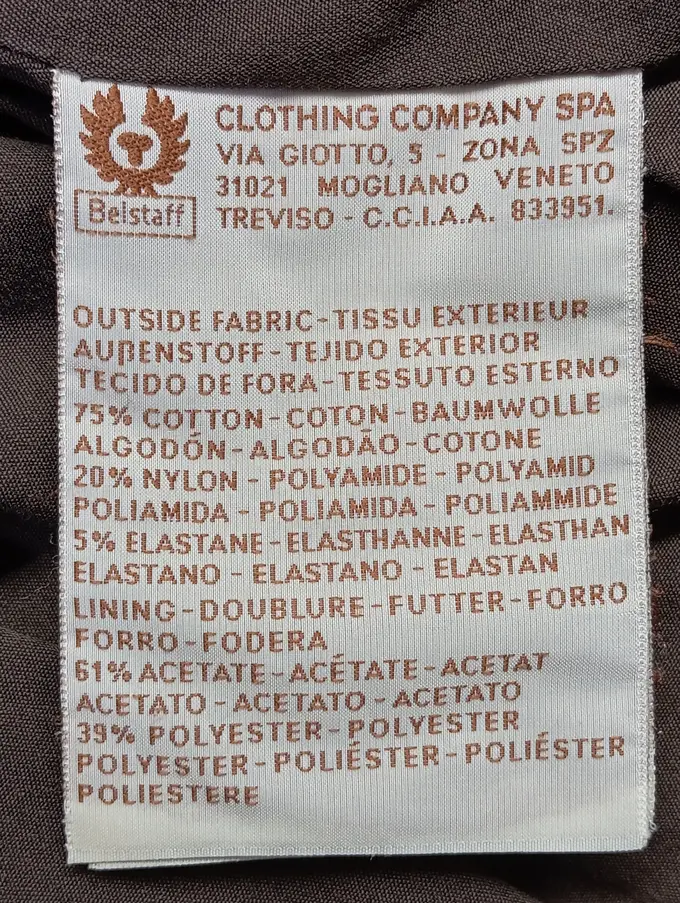 CLOTHING COMPANY SPA
VIA GIOTTO, 5 - ZONA SPZ
31021 MOGLIANO VENETO
Belstaff
TREVISO - C.C.I.A.A. 833951.
OUTSIDE FABRIC-TISSU EXTERIEUR
AUßENSTOFF-TEJIDO EXTERIOR
TECIDO DE FORA-TESSUTO ESTERNO
75% COTTON-COTON-BAUMWOLLE
ALGODÓN-ALGODÃO-COTONE
20% NYLON - POLYAMIDE - POLYAMID
POLIAMIDA - POLIAMIDA - POLIAMMIDE
5% ELASTANE-ELASTHANNE-ELASTHAN
ELASTANO - ELASTANO - ELASTAN
LINING-DOUBLURE-FUTTER-FORRO
FORRO-FODERA
61% ACETATE-ACÉTATE-ACETAT
ACETATO - ACETATO - ACETATO
39% POLYESTER-POLYESTER
POLYESTER-POLIÉSTER-POLIÉSTER
POLIESTERE